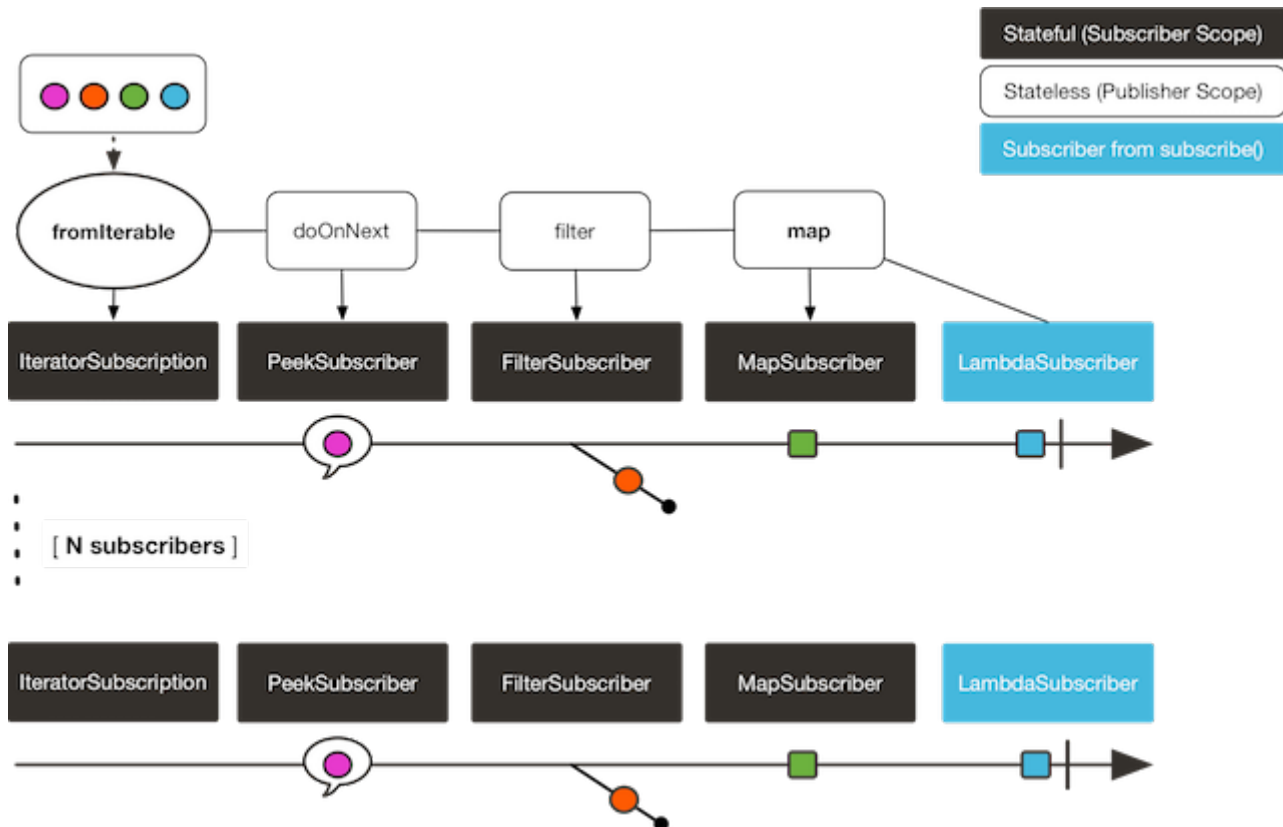 Stateful (Subscriber Scope)
Stateless (Publisher Scope)
Subscriber from subscribe()
fromIterable
doOnNext
filter
map
IteratorSubscription
PeekSubscriber
FilterSubscriber
MapSubscriber
LambdaSubscriber
[ N subscribers ]
IteratorSubscription
PeekSubscriber
FilterSubscriber
MapSubscriber
LambdaSubscriber